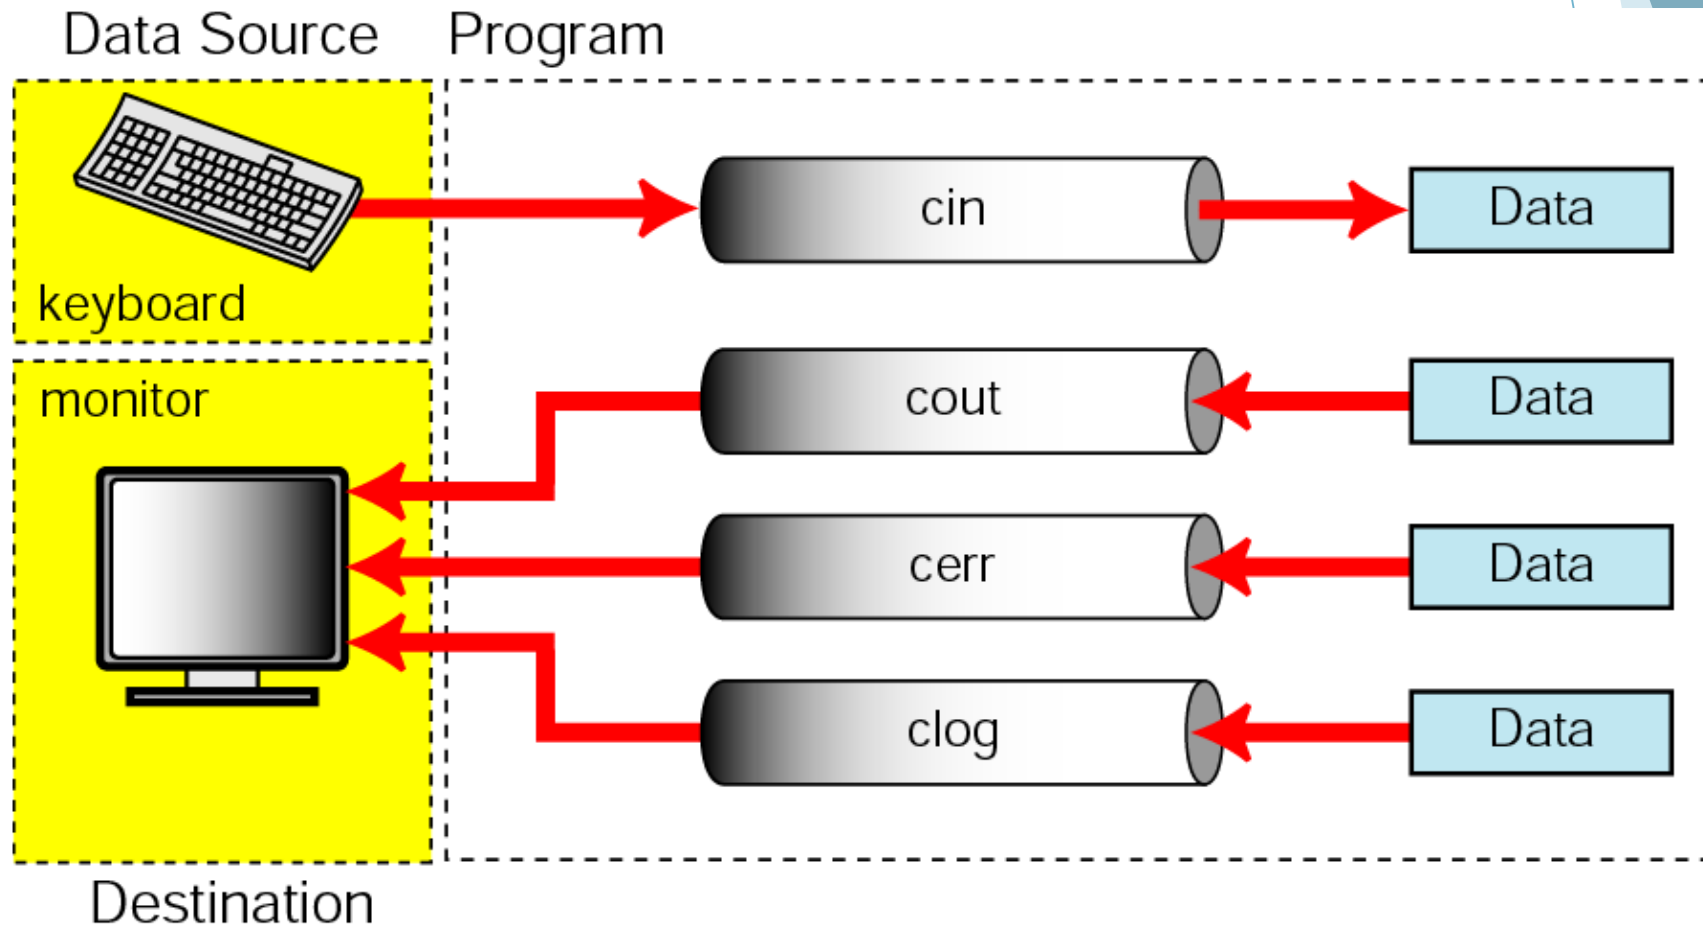 Data Source
Program
keyboard
cin
Data
monitor
cout
Data
cerr
Data
clog
Data
Destination